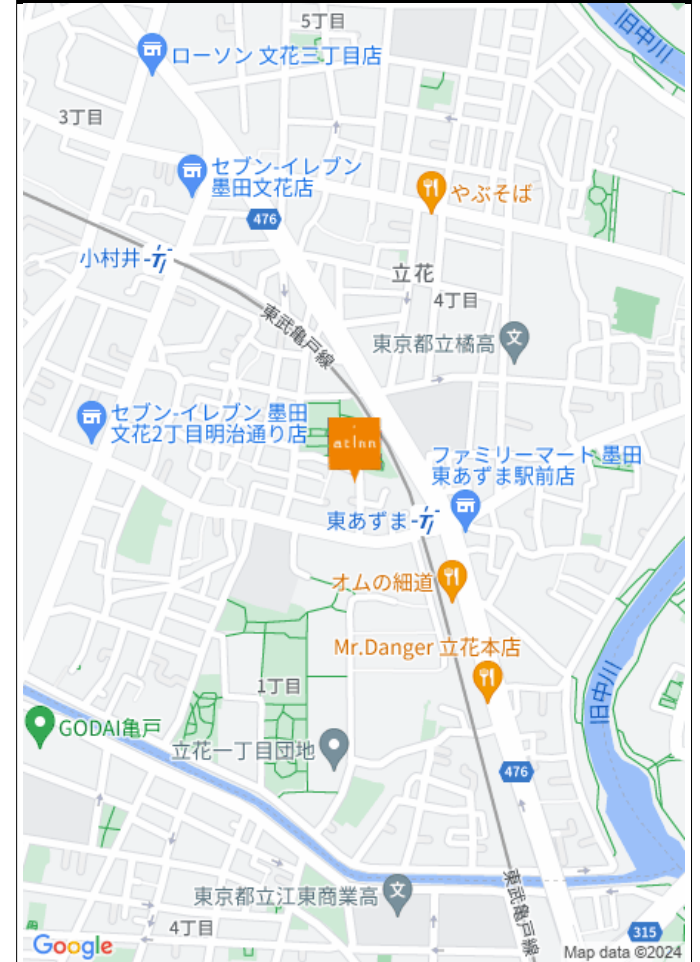 5丁目
旧中川
ローソン 文花三丁目店
3丁目
セブン-イレブン
墨田文花店
やぶそば
476
小村井
立花
4丁目
東武亀戸線
東京都立橘高
セブン-イレブン 墨田
文花2丁目明治通り店
at inn
ファミリーマート 墨田
東あずま駅前店
東あずま
オムの細道
Mr.Danger 立花本店
1丁目
旧中川
GODAI亀戸
立花一丁目団地
476
東武亀戸線
東京都立江東商業高
4丁目
315
Google
Map data ©2024